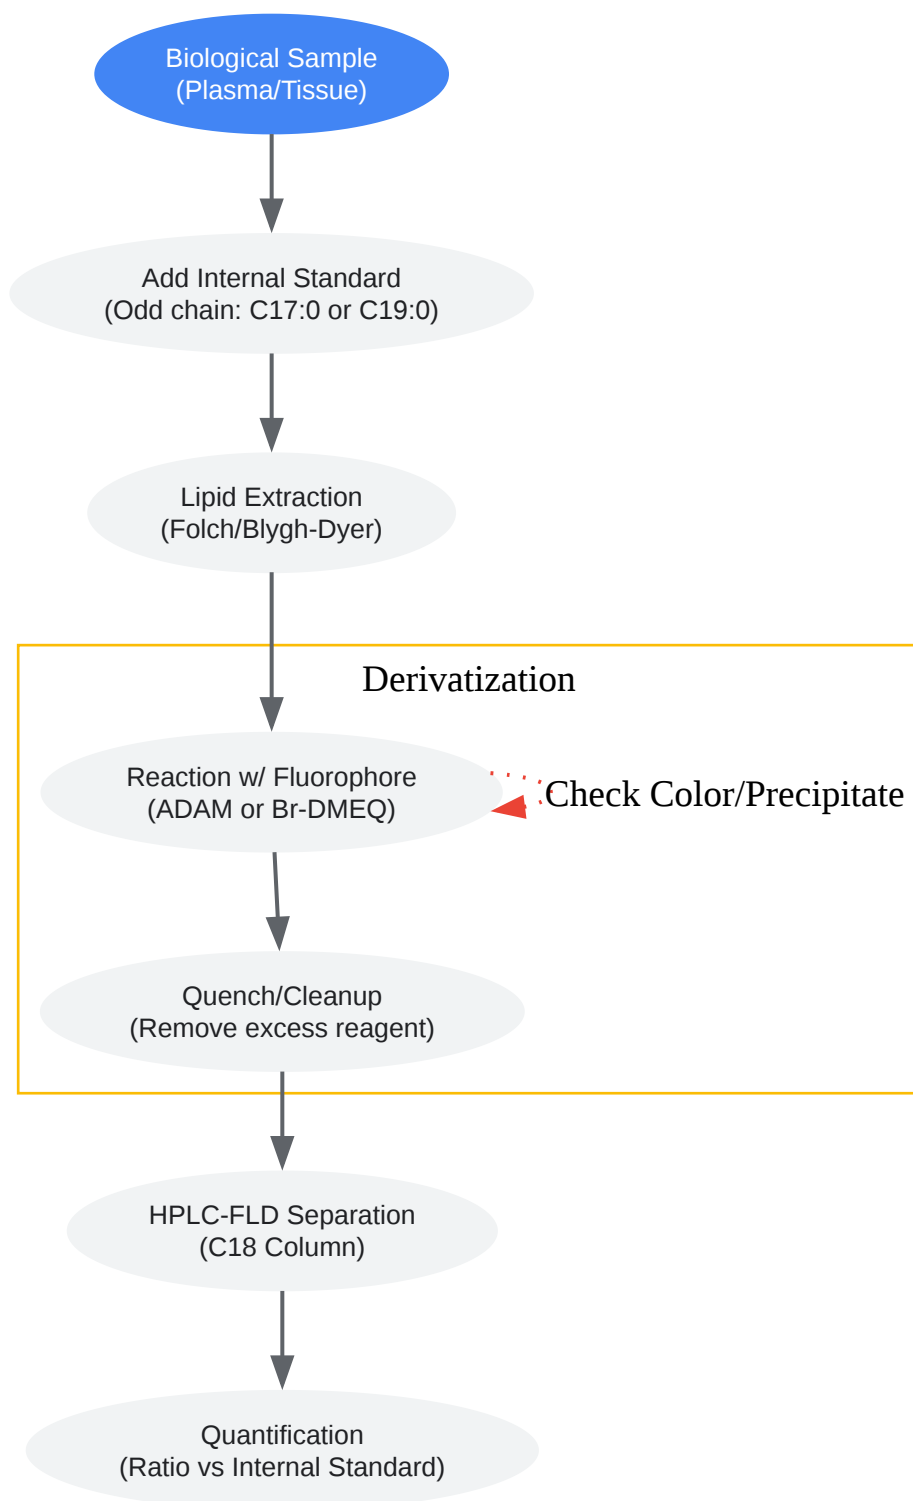 Biological Sample
(Plasma/Tissue)
Add Internal Standard
(Odd chain: C17:0 or C19:0)
Lipid Extraction
(Folch/Blygh-Dyer)
Derivatization
Reaction w/ Fluorophore
(ADAM or Br-DMEQ)
Check Color/Precipitate
Quench/Cleanup
(Remove excess reagent)
HPLC-FLD Separation
(C18 Column)
Quantification
(Ratio vs Internal Standard)